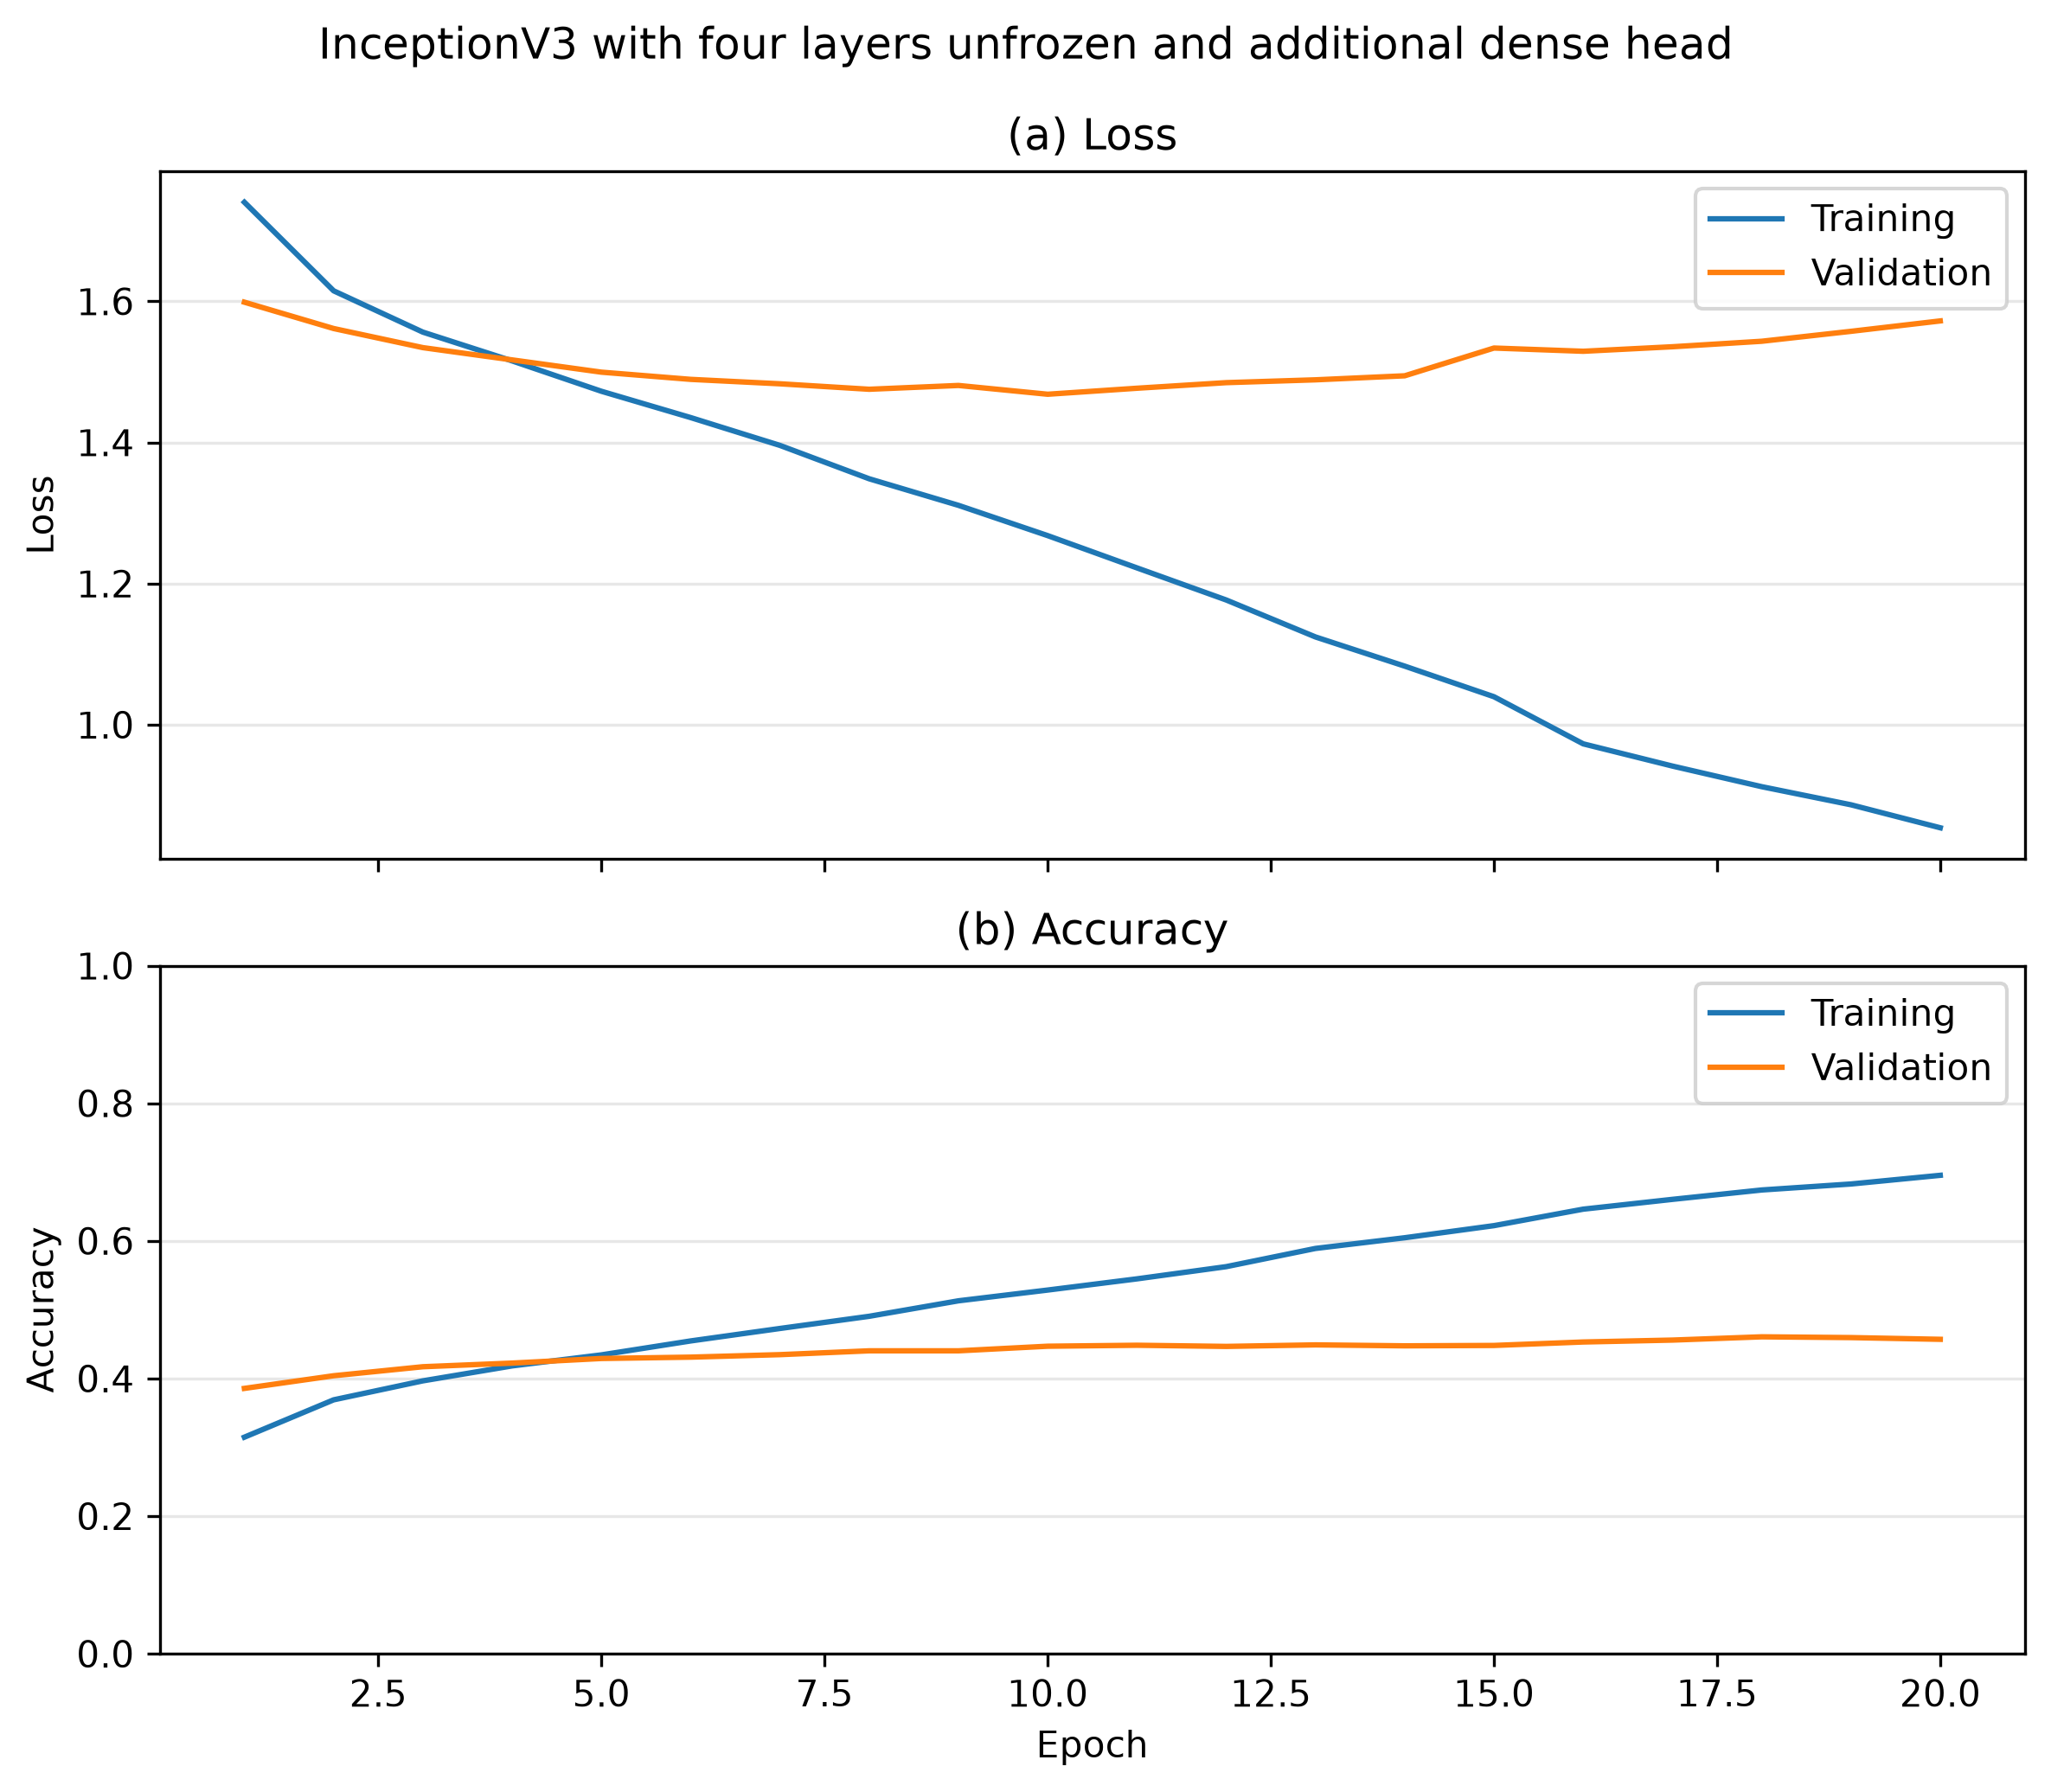 InceptionV3 with four layers unfrozen and additional dense head
(a) Loss
Training
Validation
1.6
1.4
1.2
1.0
Loss
(b) Accuracy
Training
Validation
1.0
0.8
0.6
0.4
0.2
0.0
Accuracy
2.5 5.0 7.5 10.0 12.5 15.0 17.5 20.0
Epoch